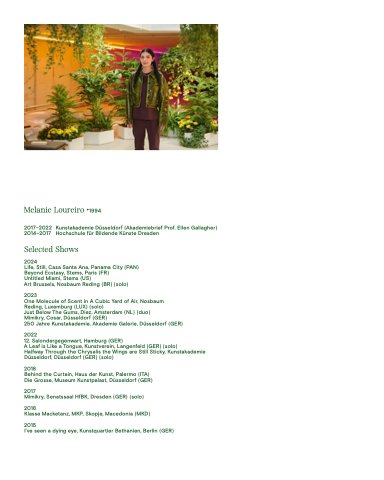 Melanie Loureiro *1994
2017–2022 Kunstakademie Düsseldorf (Akademiebrief Prof. Ellen Gallagher)
2014–2017 Hochschule für Bildende Künste Dresden
Selected Shows
2024
Life, Still, Casa Santa Ana, Panama City (PAN)
Beyond Ecstasy, Stems, Paris (FR)
Untitled Miami, Stems (US)
Art Brussels, Nosbaum Reding (BR) (solo)
2023
One Molecule of Scent in A Cubic Yard of Air, Nosbaum
Reding, Luxemburg (LUX) (solo)
Just Below The Gums, Diez, Amsterdam (NL) (duo)
Mimikry, Cosar, Düsseldorf (GER)
250 Jahre Kunstakademie, Akademie Galerie, Düsseldorf (GER)
2022
12. Salondergegenwart, Hamburg (GER)
A Leaf is Like a Tongue, Kunstverein, Langenfeld (GER) (solo)
Halfway Through the Chrysalis the Wings are Still Sticky, Kunstakademie
Düsseldorf, Düsseldorf (GER) (solo)
2018
Behind the Curtain, Haus der Kunst, Palermo (ITA)
Die Grosse, Museum Kunstpalast, Düsseldorf (GER)
2017
Mimikry, Senatssaal HfBK, Dresden (GER) (solo)
2016
Klasse Macketanz, MKP, Skopje, Macedonia (MKD)
2015
I've seen a dying eye, Kunstquartier Bethanien, Berlin (GER)